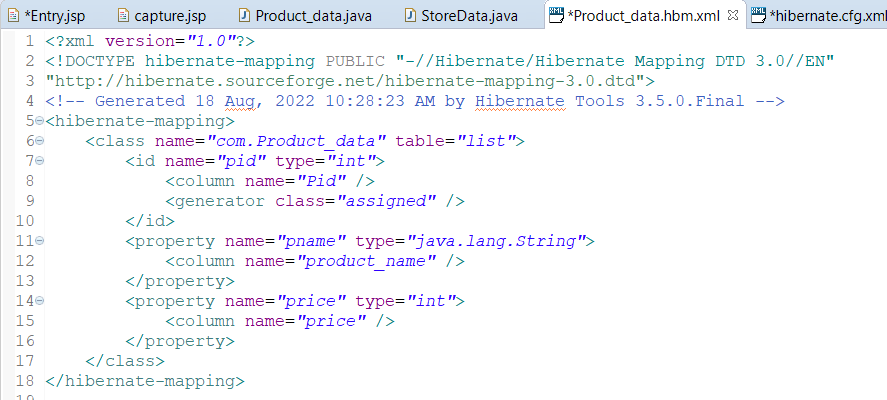 *Entry.jsp capture.jsp Product_data.java StoreData.java *Product_data.hbm.xml *hibernate.cfg.xml
1 <?xml version="1.0"?>
2 <!DOCTYPE hibernate-mapping PUBLIC "-//Hibernate/Hibernate Mapping DTD 3.0//EN"
3 "http://hibernate.sourceforge.net/hibernate-mapping-3.0.dtd">
4 <!-- Generated 18 Aug, 2022 10:28:23 AM by Hibernate Tools 3.5.0.Final -->
5 <hibernate-mapping>
6 <class name="com.Product_data" table="list">
7 <id name="pid" type="int">
8 <column name="Pid" />
9 <generator class="assigned" />
10 </id>
11 <property name="pname" type="java.lang.String">
12 <column name="product_name" />
13 </property>
14 <property name="price" type="int">
15 <column name="price" />
16 </property>
17 </class>
18 </hibernate-mapping>